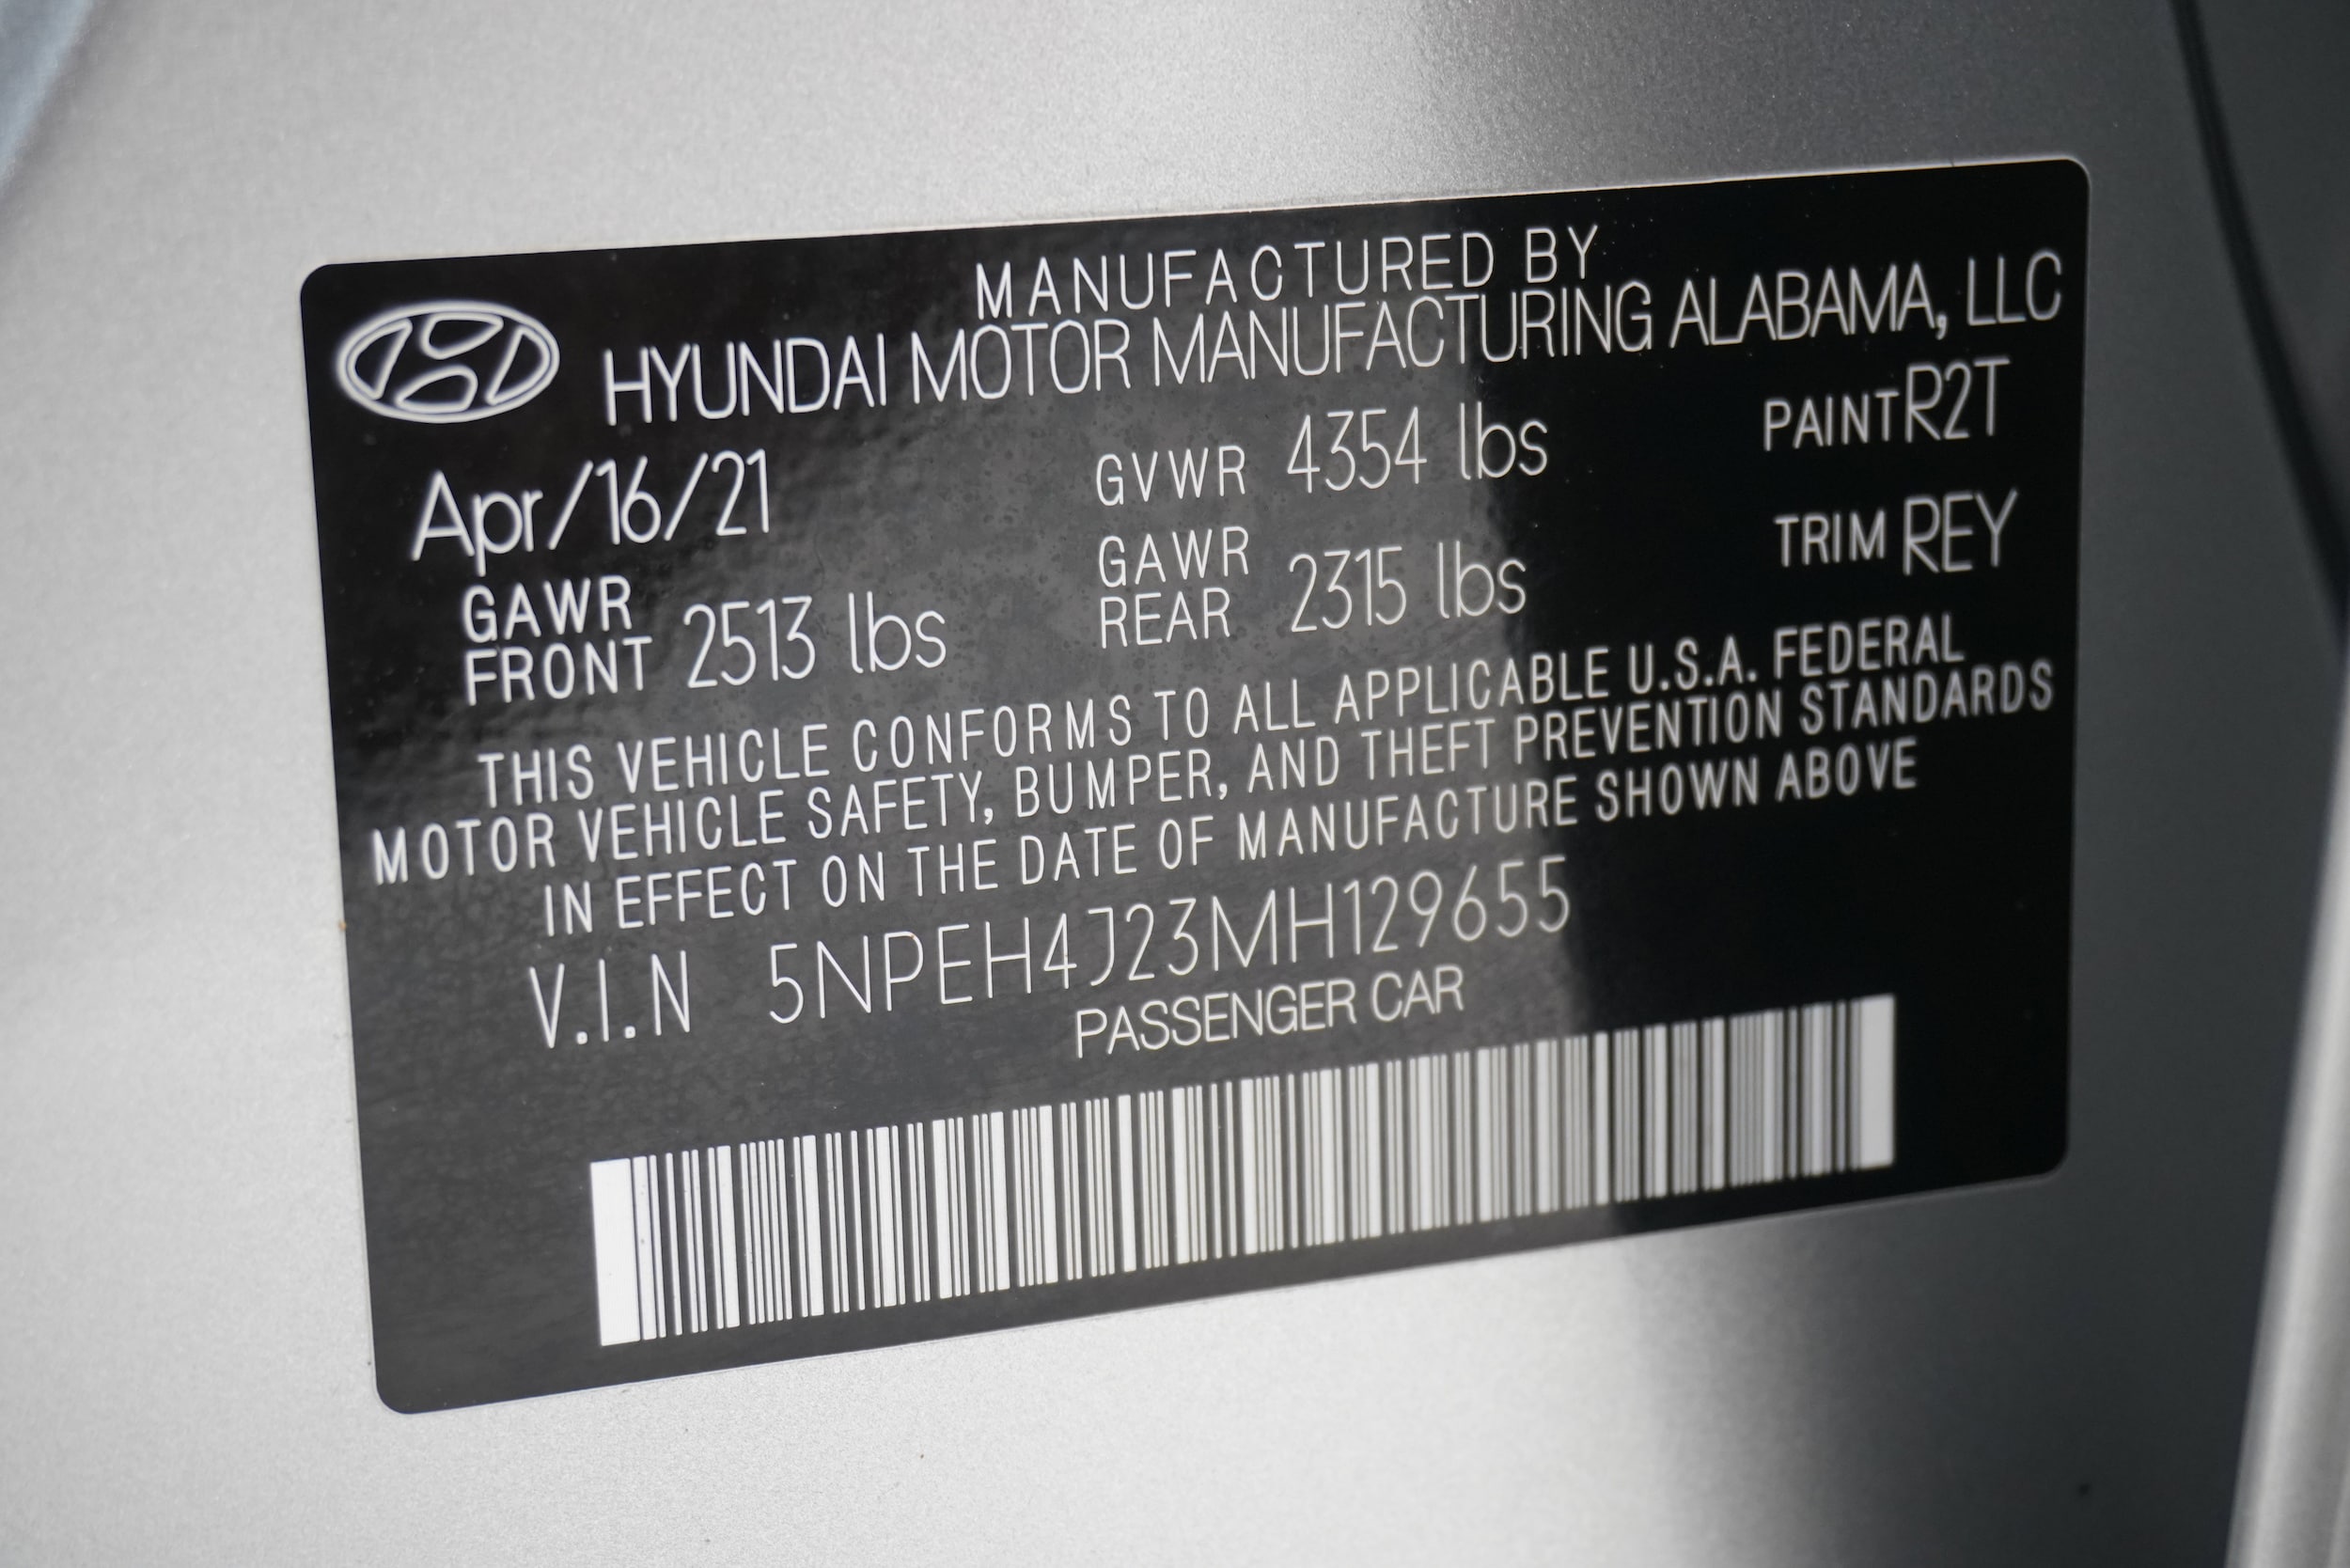 MANUFACTURED BY
HYUNDAI MOTOR MANUFACTURING ALABAMA, LLC
Apr/16/21 GVWR 4354 lbs PAINT R2T
GAWR FRONT 2513 lbs GAWR REAR 2315 lbs TRIM REY
THIS VEHICLE CONFORMS TO ALL APPLICABLE U.S.A. FEDERAL
MOTOR VEHICLE SAFETY, BUMPER, AND THEFT PREVENTION STANDARDS
IN EFFECT ON THE DATE OF MANUFACTURE SHOWN ABOVE
V.I.N 5NPEH4J23MH129655
PASSENGER CAR